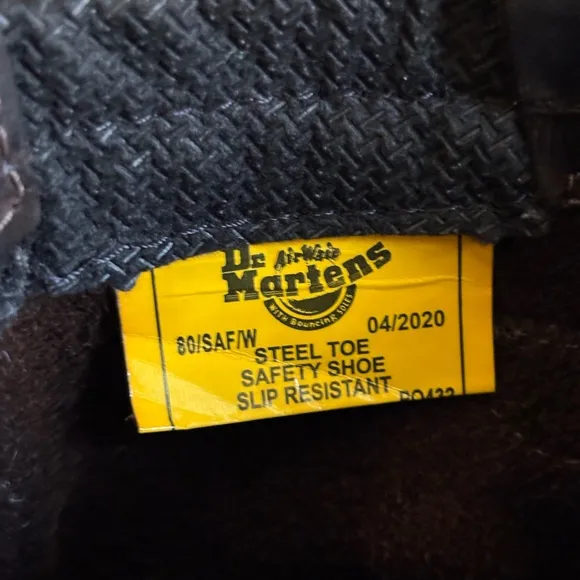 Dr. AirWair
Martens
WITH BOUNCING SOLES
80/SAF/W 04/2020
STEEL TOE
SAFETY SHOE
SLIP RESISTANT